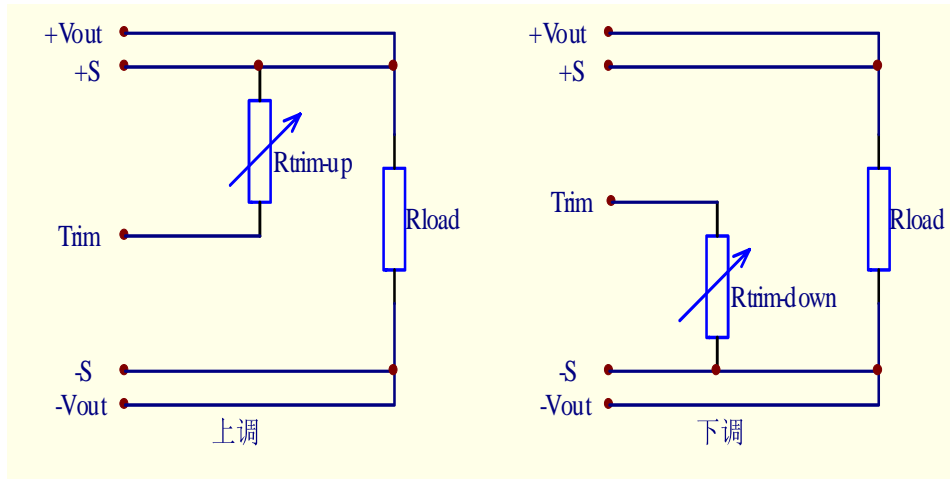 +Vout
+S
Rtrim-up
Trim
Rload
-S
-Vout
上调
+Vout
+S
Trim
Rload
Rtrim-down
-S
-Vout
下调